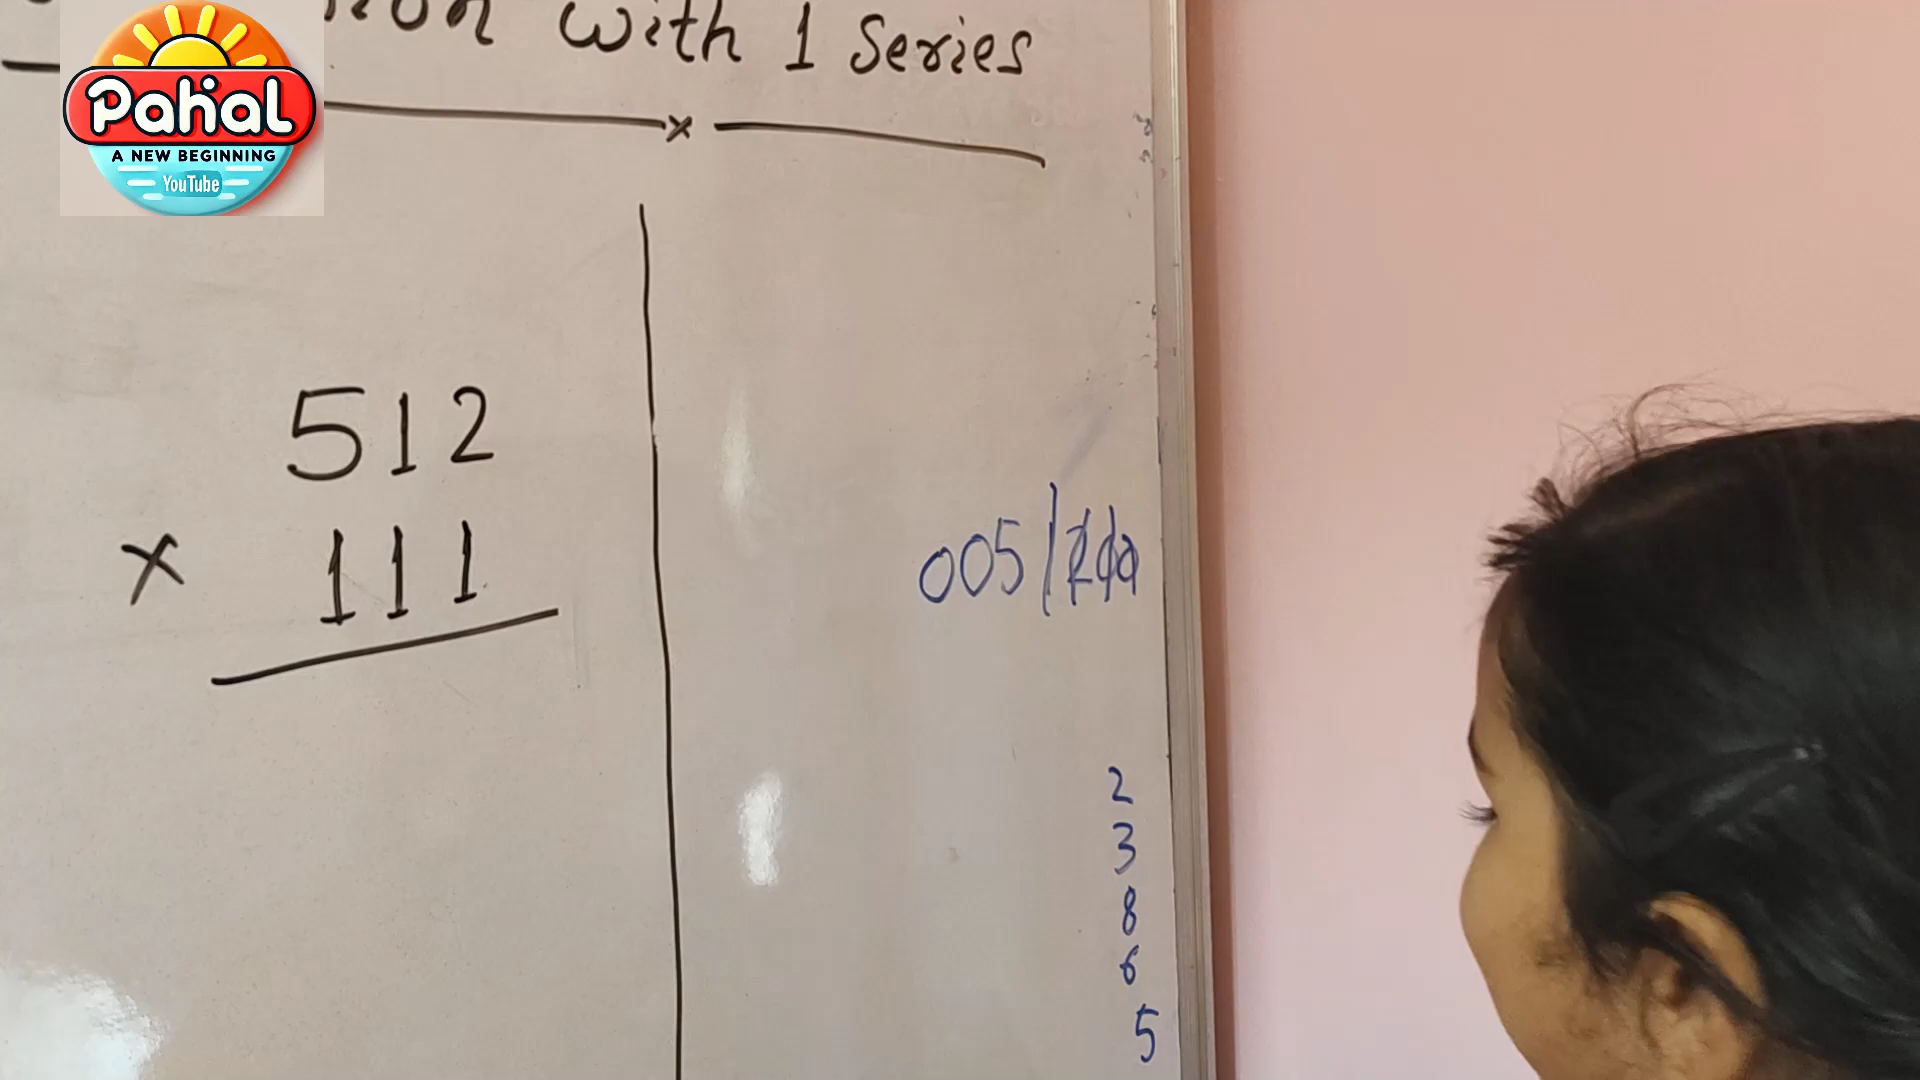 with 1 Series
Pahal
A NEW BEGINNING
YouTube
x
512
x 111
005/
2
3
8
6
5